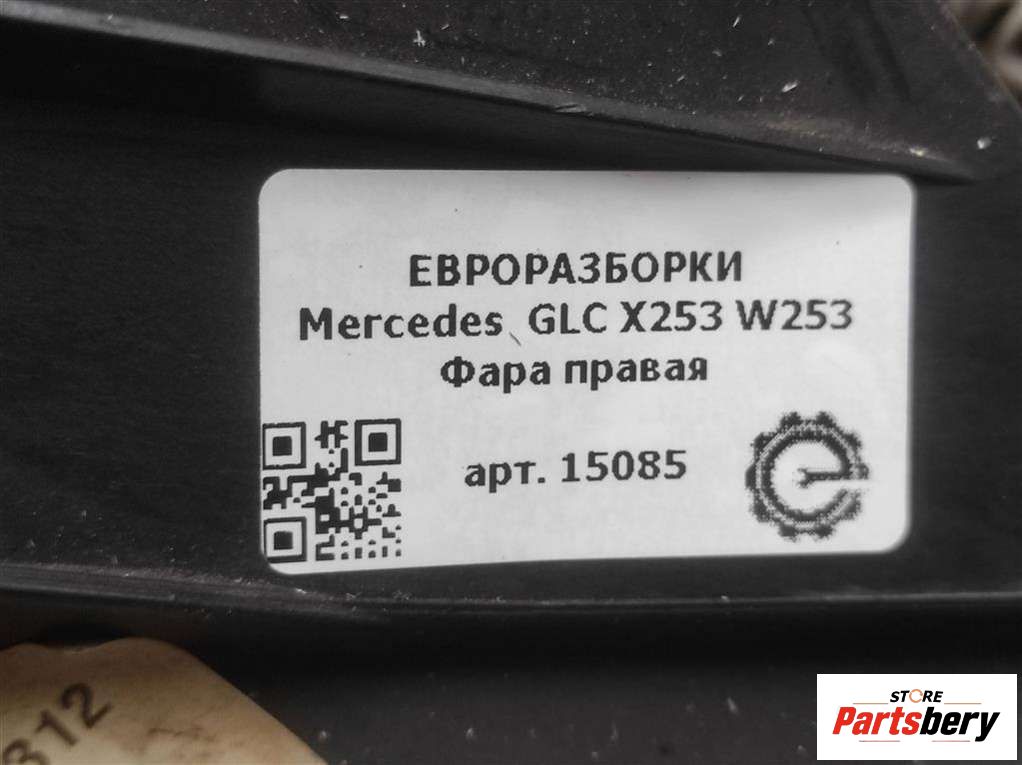 ЕВРОРАЗБОРКИ
Mercedes GLC X253 W253
Фара правая
арт. 15085
312
STORE
Partsbery